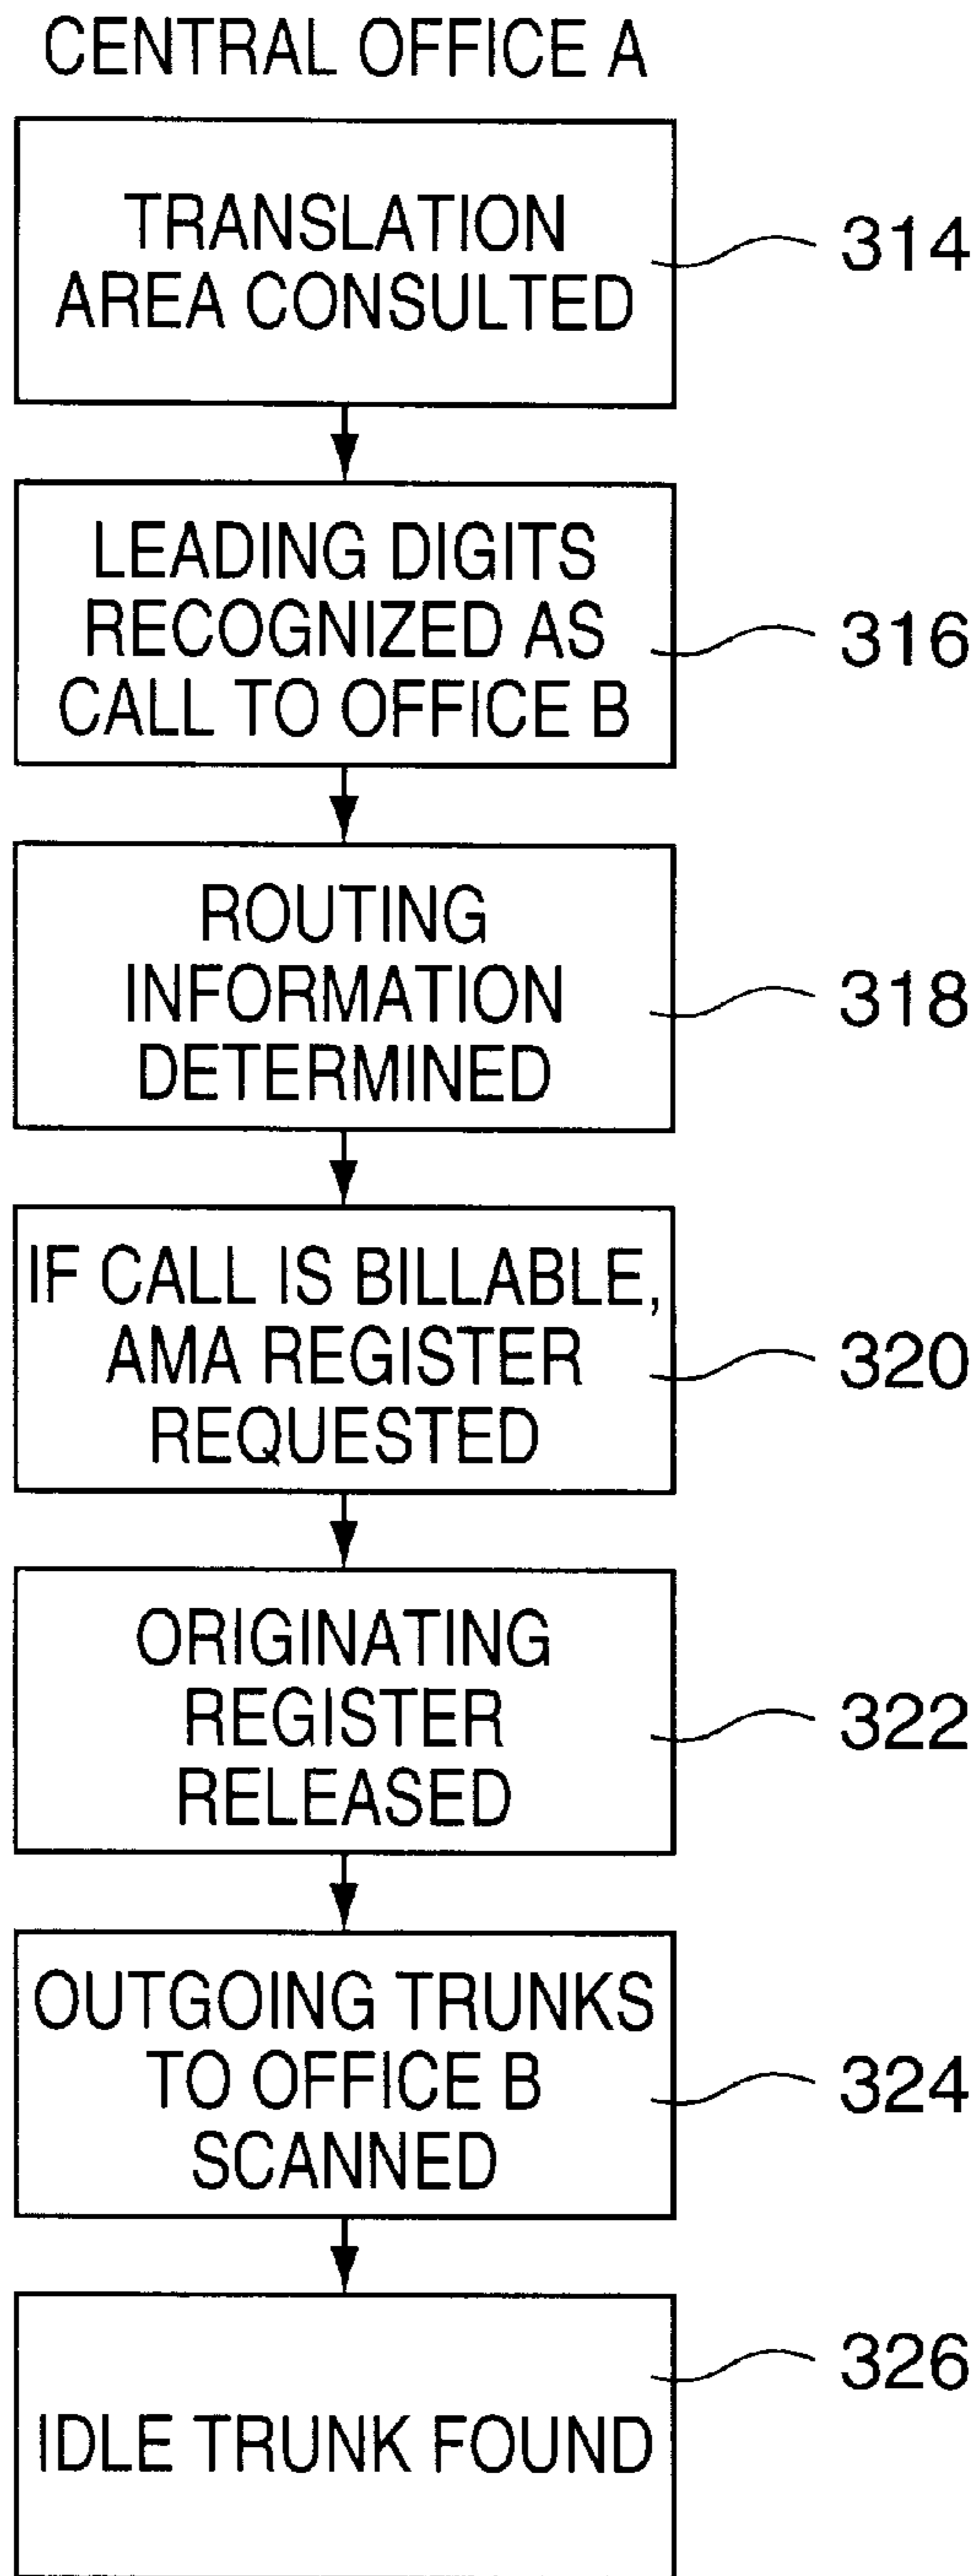 CENTRAL OFFICE A
TRANSLATION
AREA CONSULTED
314
LEADING DIGITS
RECOGNIZED AS
CALL TO OFFICE B
316
ROUTING
INFORMATION
DETERMINED
318
IF CALL IS BILLABLE,
AMA REGISTER
REQUESTED
320
ORIGINATING
REGISTER
RELEASED
322
OUTGOING TRUNKS
TO OFFICE B
SCANNED
324
IDLE TRUNK FOUND
326